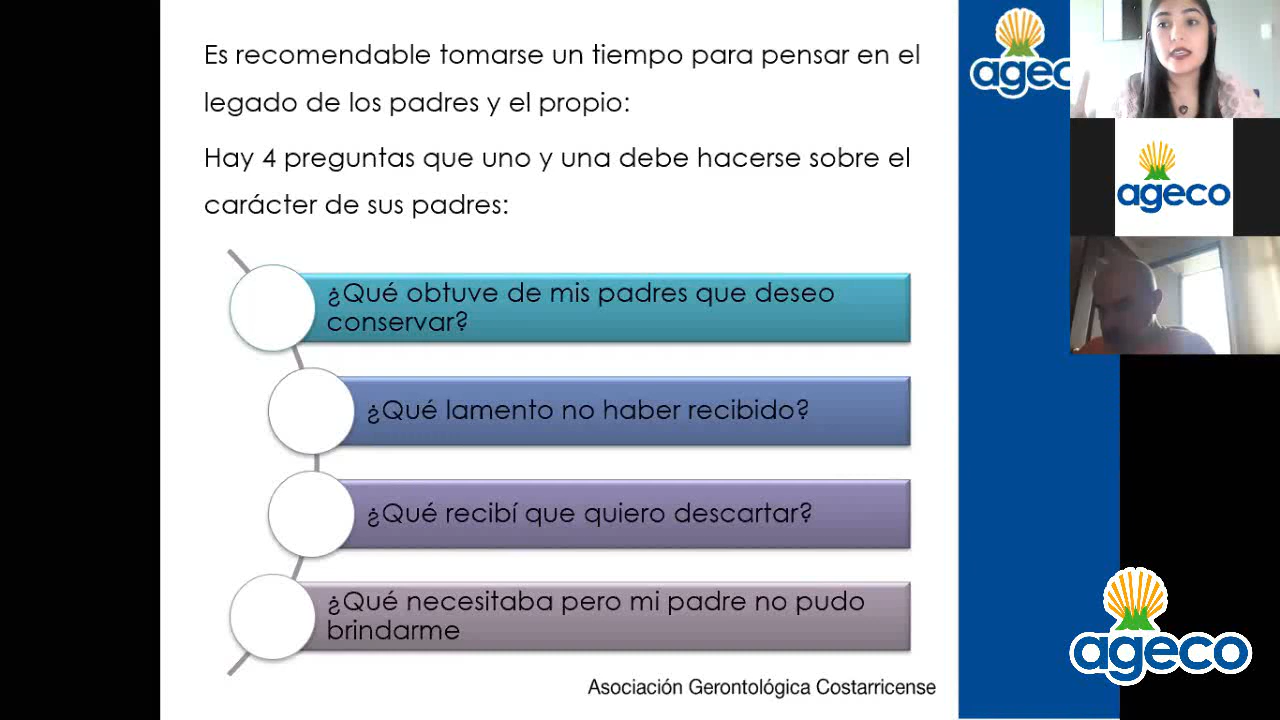 Es recomendable tomarse un tiempo para pensar en el
legado de los padres y el propio:
Hay 4 preguntas que uno y una debe hacerse sobre el
carácter de sus padres:
¿Qué obtuve de mis padres que deseo
conservar?
¿Qué lamento no haber recibido?
¿Qué recibí que quiero descartar?
¿Qué necesitaba pero mi padre no pudo
brindarme
Asociación Gerontológica Costarricense
agec
ageco
ageco